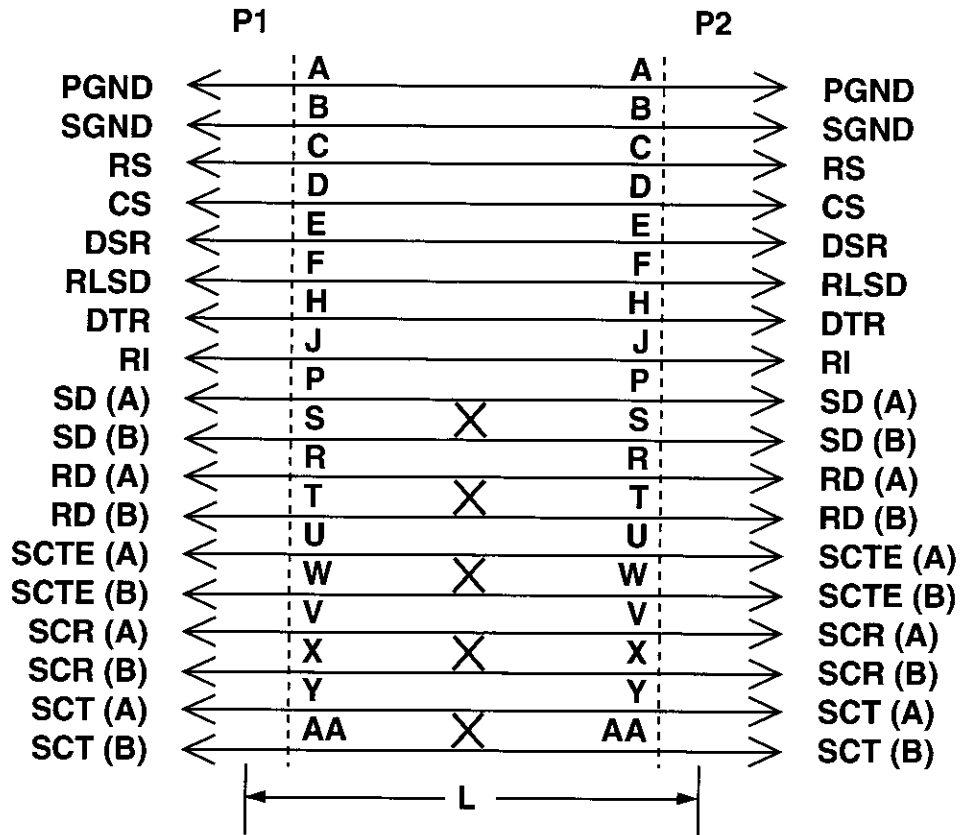 P1 P2
PGND A A PGND
SGND B B SGND
RS C C RS
CS D D CS
DSR E E DSR
RLSD F F RLSD
DTR H H DTR
RI J J RI
SD (A) P P SD (A)
SD (B) S S SD (B)
RD (A) R R RD (A)
RD (B) T T RD (B)
SCTE (A) U U SCTE (A)
SCTE (B) W W SCTE (B)
SCR (A) V V SCR (A)
SCR (B) X X SCR (B)
SCT (A) Y Y SCT (A)
SCT (B) AA AA SCT (B)
L